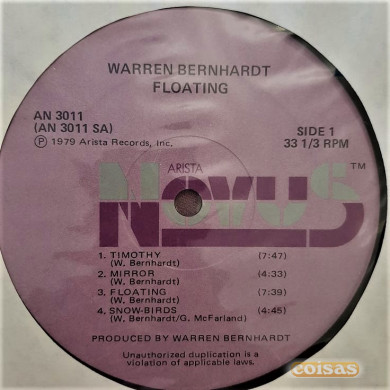 WARREN BERNHARDT
FLOATING
AN 3011
(AN 3011 SA)
Ⓟ 1979 Arista Records, Inc.
SIDE 1
33 1/3 RPM
ARISTA
NOVUS™
1. TIMOTHY (7:47)
(W. Bernhardt)
2. MIRROR (4:33)
(W. Bernhardt)
3. FLOATING (7:39)
(W. Bernhardt)
4. SNOW-BIRDS (4:45)
(W. Bernhardt/G. McFarland)
PRODUCED BY WARREN BERNHARDT
Unauthorized duplication is a
violation of applicable laws.
coisas